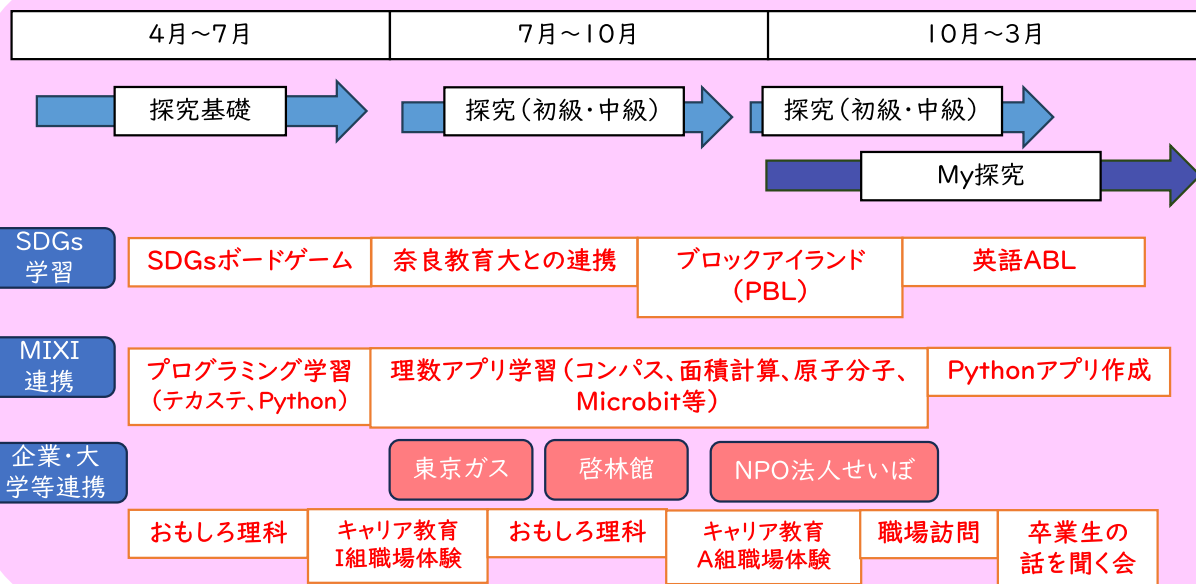 4月～7月
7月～10月
10月～3月
探究基礎
探究（初級・中級）
探究（初級・中級）
My探究
SDGs
学習
SDGsボードゲーム
奈良教育大との連携
ブロックアイランド
（PBL）
英語ABL
MIXI
連携
プログラミング学習
（テカステ、Python）
理数アプリ学習（コンパス、面積計算、原子分子、
Microbit等）
Pythonアプリ作成
企業・大
学等連携
東京ガス
啓林館
NPO法人せいぼ
おもしろ理科
キャリア教育
I組職場体験
おもしろ理科
キャリア教育
A組職場体験
職場訪問
卒業生の
話を聞く会